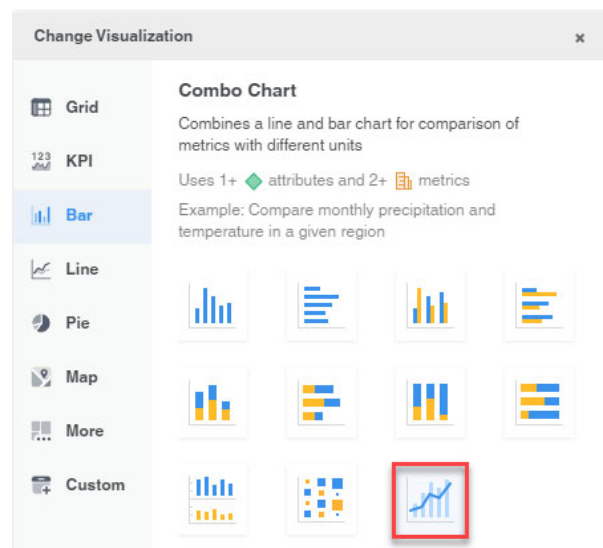 Change Visualization
×
Grid
123
KPI
Bar
Line
Pie
Map
More
Custom
Combo Chart
Combines a line and bar chart for comparison of
metrics with different units
Uses 1+ attributes and 2+ metrics
Example: Compare monthly precipitation and
temperature in a given region